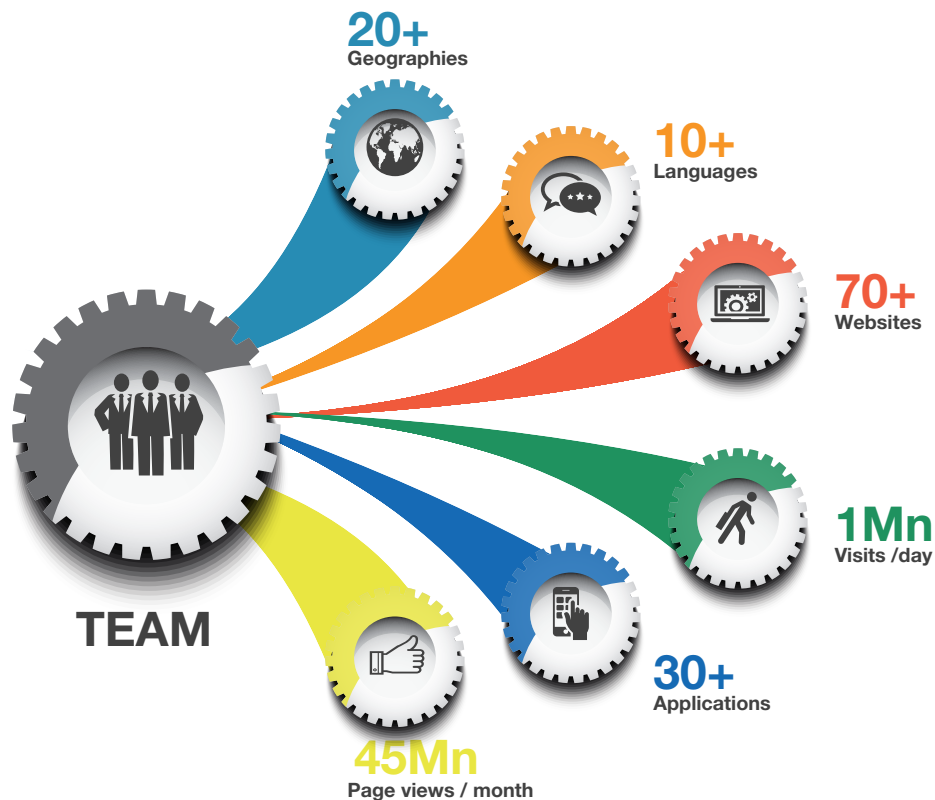 20+
Geographies
10+
Languages
70+
Websites
1Mn
Visits /day
TEAM
30+
Applications
45Mn
Page views / month